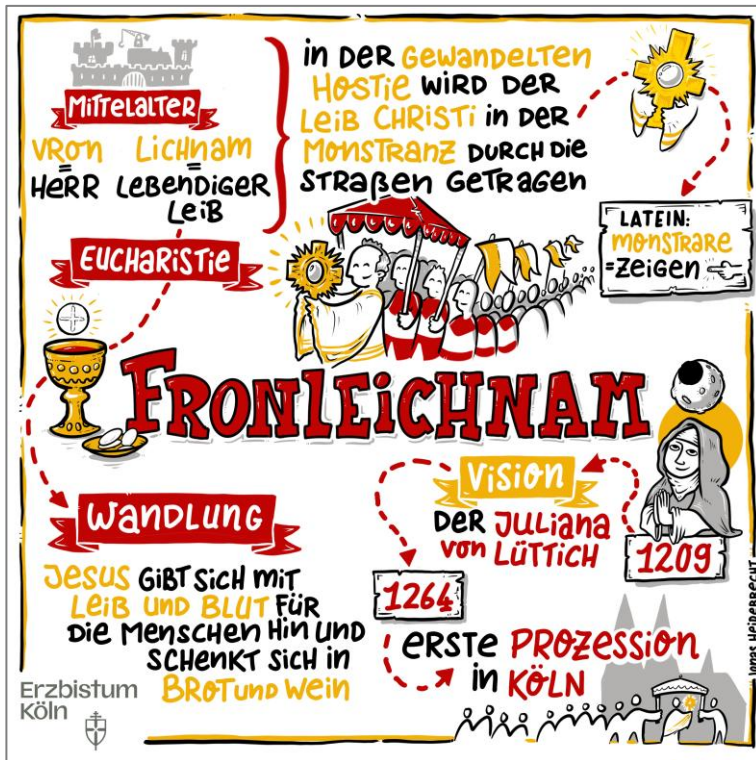 MITTELALTER
VRON
=
HERR
LICHNAM
=
LEBENDIGER
LEIB
IN DER GEWANDELTEN
HOSTIE WIRD DER
LEIB CHRISTI IN DER
MONSTRANZ DURCH DIE
STRAßEN GETRAGEN
LATEIN:
MONSTRARE
=ZEIGEN
EUCHARISTIE
FRONLEICHNAM
WANDLUNG
JESUS GIBT SICH MIT
LEIB UND BLUT FÜR
DIE MENSCHEN HIN UND
SCHENKT SICH IN
BROT UND WEIN
VISION
DER JULIANA
VON LÜTTICH
1209
1264
ERSTE PROZESSION
IN KÖLN
Erzbistum
Köln
JONAS HEIDEBRECHT